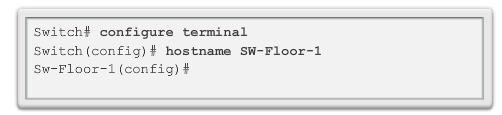 Switch# configure terminal
Switch(config)# hostname SW-Floor-1
Sw-Floor-1(config)#